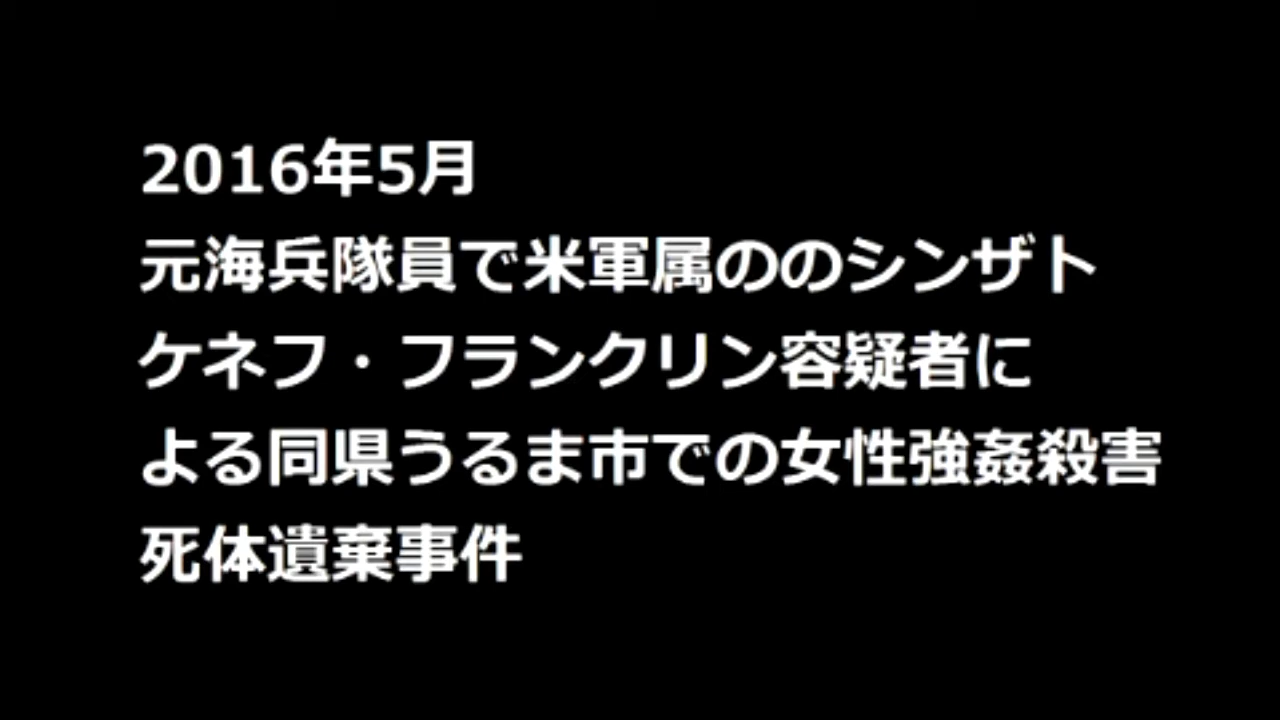 2016年5月
元海兵隊員で米軍属ののシンザト
ケネフ・フランクリン容疑者に
よる同県うるま市での女性強姦殺害
死体遺棄事件